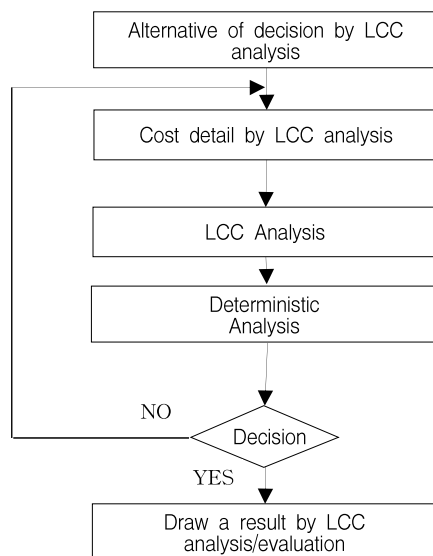 Alternative of decision by LCC
analysis
Cost detail by LCC analysis
LCC Analysis
Deterministic
Analysis
NO
Decision
YES
Draw a result by LCC
analysis/evaluation